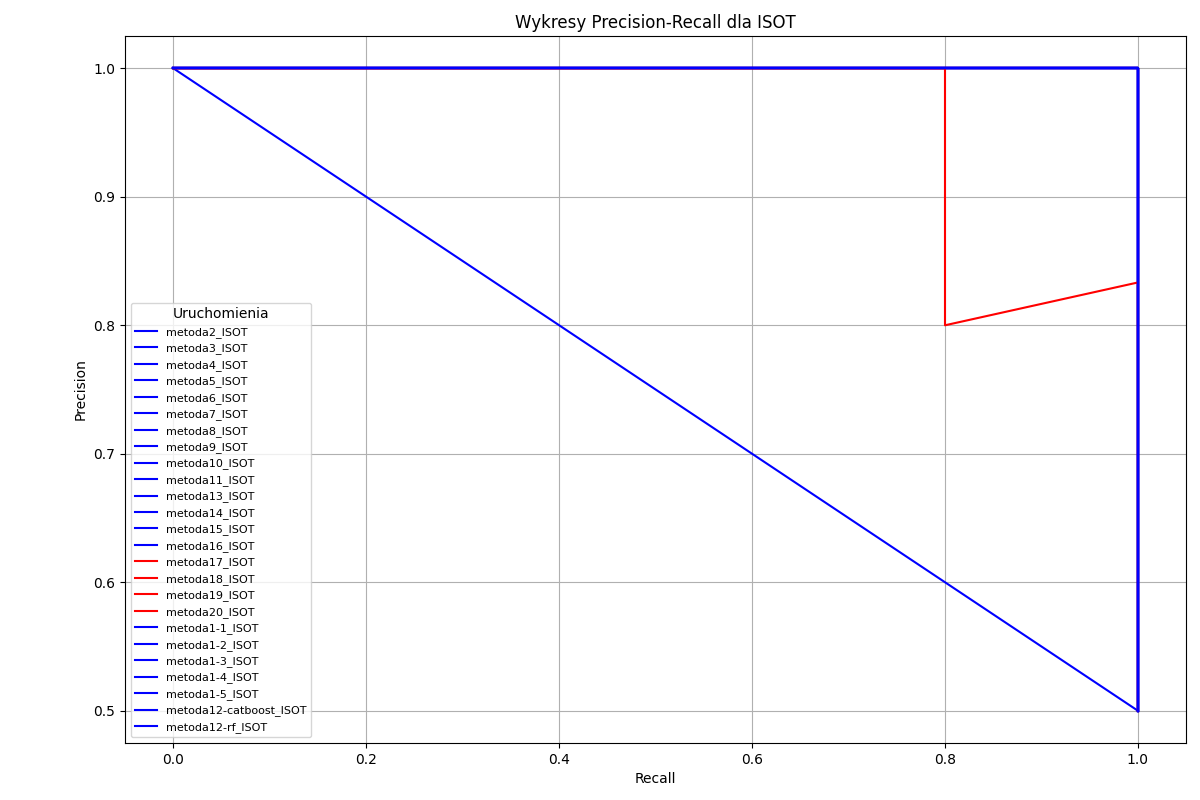 Wykresy Precision-Recall dla ISOT
1.0
0.9
0.8
0.7
0.6
0.5
Precision
Uruchomienia
metoda2_ISOT
metoda3_ISOT
metoda4_ISOT
metoda5_ISOT
metoda6_ISOT
metoda7_ISOT
metoda8_ISOT
metoda9_ISOT
metoda10_ISOT
metoda11_ISOT
metoda13_ISOT
metoda14_ISOT
metoda15_ISOT
metoda16_ISOT
metoda17_ISOT
metoda18_ISOT
metoda19_ISOT
metoda20_ISOT
metoda1-1_ISOT
metoda1-2_ISOT
metoda1-3_ISOT
metoda1-4_ISOT
metoda1-5_ISOT
metoda12-catboost_ISOT
metoda12-rf_ISOT
0.0 0.2 0.4 0.6 0.8 1.0
Recall